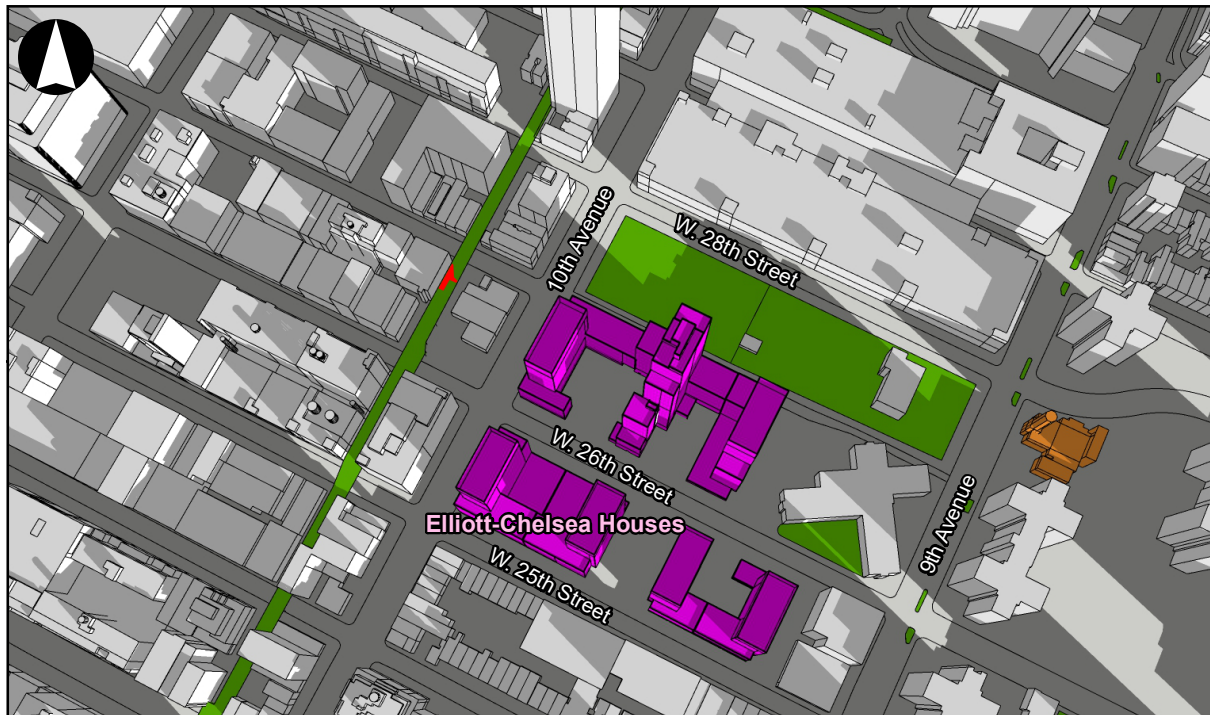 W. 28th Street
10th Avenue
W. 26th Street
9th Avenue
Elliott-Chelsea Houses
W. 25th Street